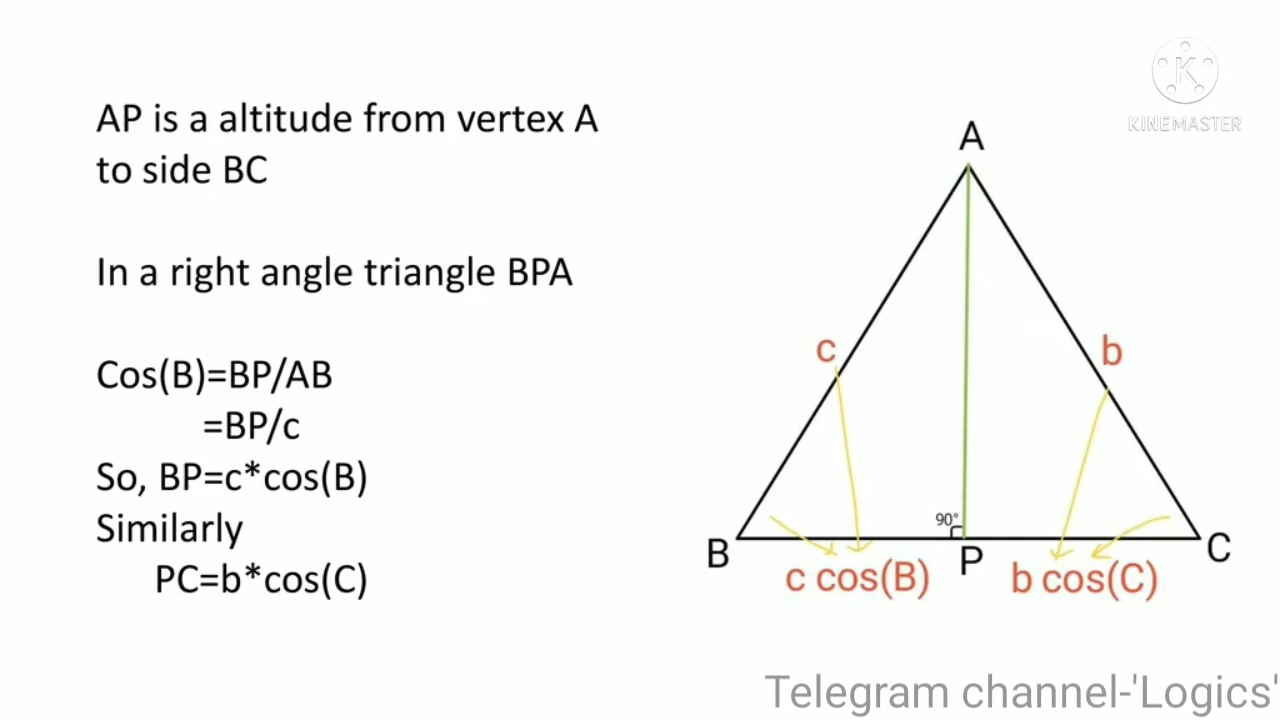 AP is a altitude from vertex A
to side BC
In a right angle triangle BPA
Cos(B)=BP/AB
=BP/c
So, BP=c*cos(B)
Similarly
PC=b*cos(C)
K
KINEMASTER
A
c
b
90°
B
P
C
c cos(B)
b cos(C)
Telegram channel-'Logics'